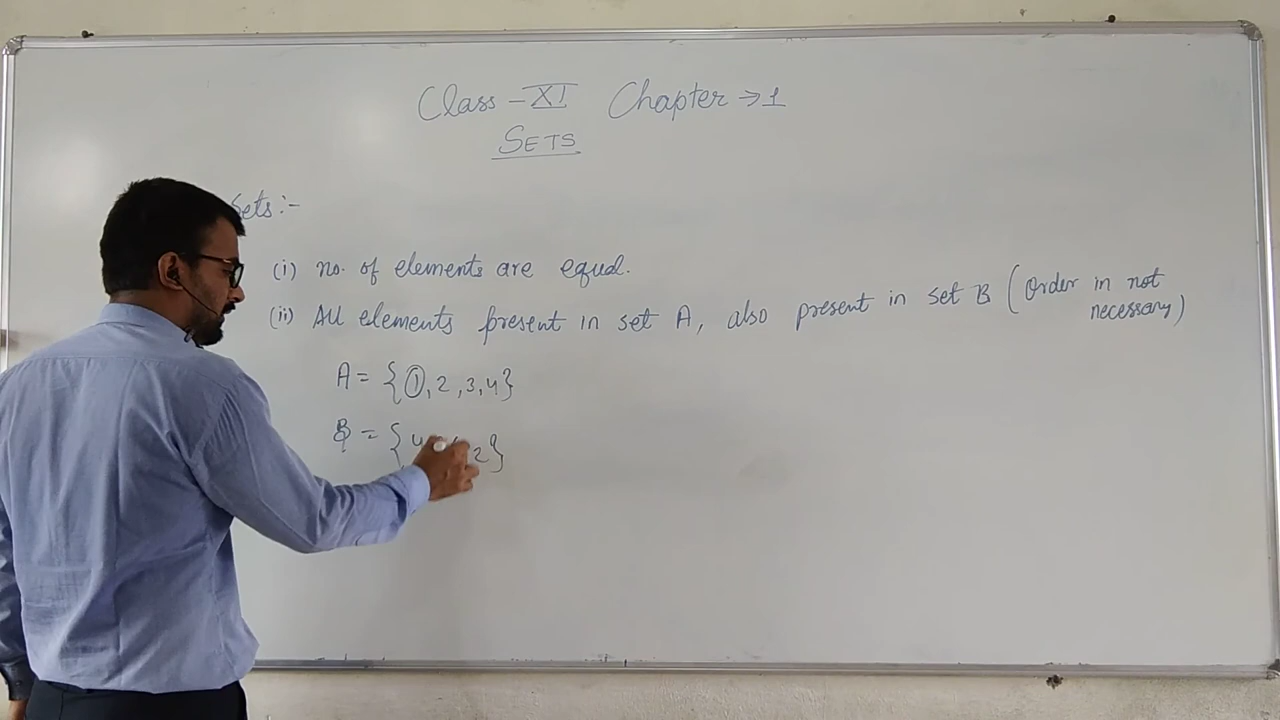 Class - XI Chapter → 1
SETS
Sets :-
(i) no. of elements are equal.
(ii) All elements present in set A, also present in set B (Order in not necessary)
A = {1, 2, 3, 4}
B = {4 2}